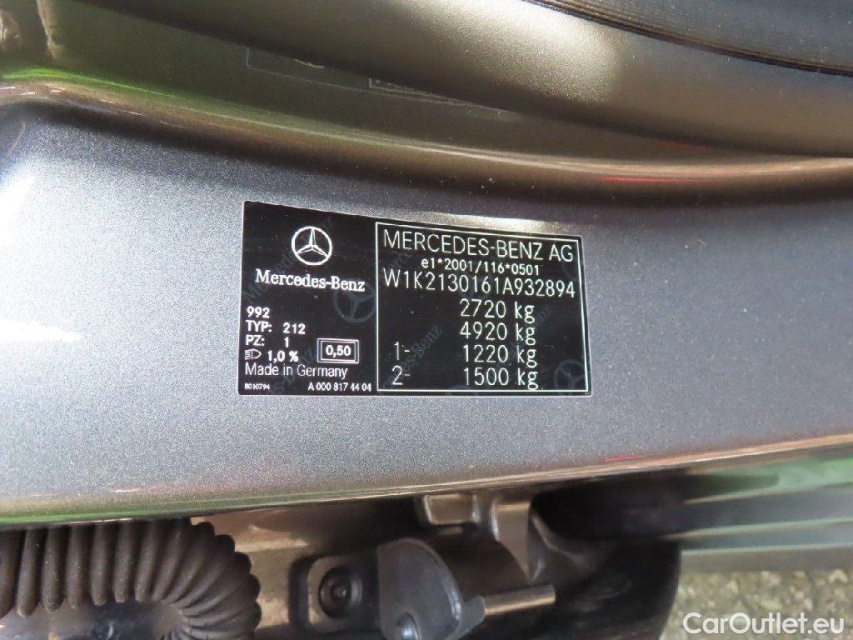 Mercedes-Benz
992
TYP: 212
PZ: 1
1,0 % 0,50
Made in Germany
B030794 A 000 817 44 04
MERCEDES-BENZ AG
e1*2001/116*0501
W1K2130161A932894
2720 kg
4920 kg
1- 1220 kg
2- 1500 kg
CarOutlet.eu